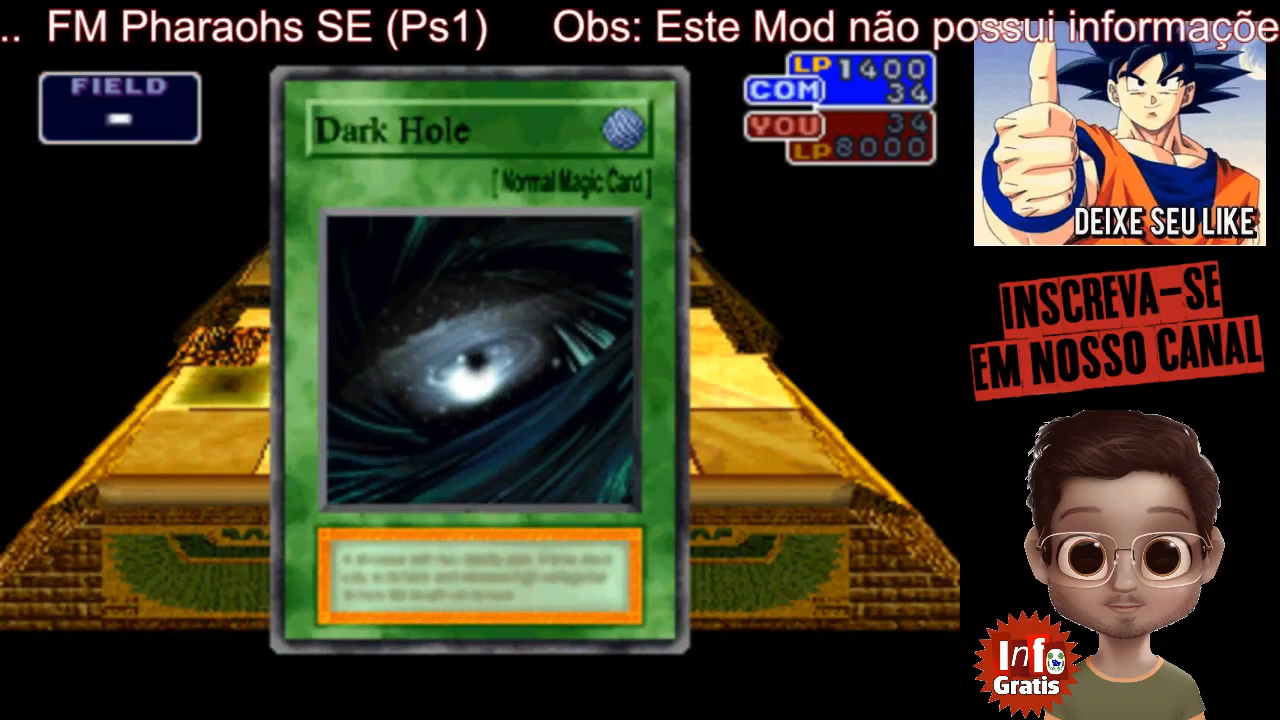 .. FM Pharaohs SE (Ps1) Obs: Este Mod não possui informaçõe
FIELD
LP 1400
COM 34
YOU 34
LP 8000
Dark Hole
[Normal Magic Card]
DEIXE SEU LIKE
INSCREVA-SE
EM NOSSO CANAL
Info
Gratis